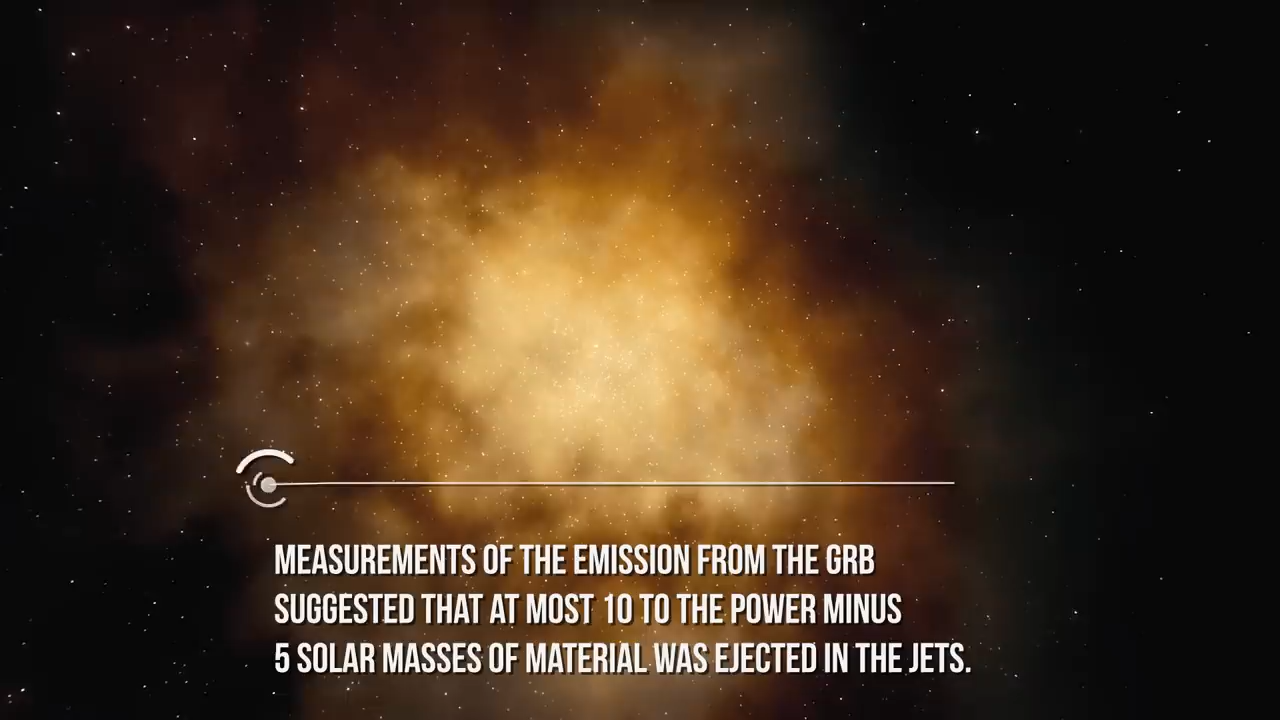 MEASUREMENTS OF THE EMISSION FROM THE GRB
SUGGESTED THAT AT MOST 10 TO THE POWER MINUS
5 SOLAR MASSES OF MATERIAL WAS EJECTED IN THE JETS.